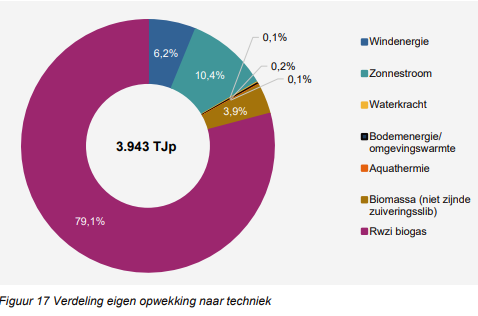 6,2%
10,4%
0,1%
0,2%
0,1%
3,9%
79,1%
3.943 TJp
Windenergie
Zonnestroom
Waterkracht
Bodemenergie/
omgevingswarmte
Aquathermie
Biomassa (niet zijnde
zuiveringsslib)
Rwzi biogas
Figuur 17 Verdeling eigen opwekking naar techniek